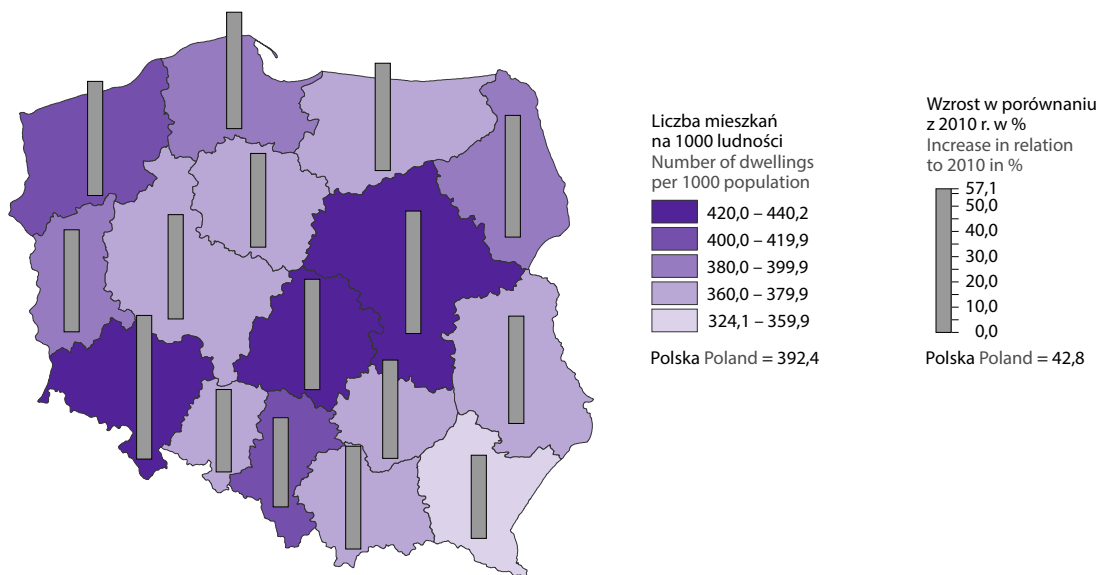 Liczba mieszkań
na 1000 ludności
Number of dwellings
per 1000 population
420,0 – 440,2
400,0 – 419,9
380,0 – 399,9
360,0 – 379,9
324,1 – 359,9
Polska Poland = 392,4
Wzrost w porównaniu
z 2010 r. w %
Increase in relation
to 2010 in %
57,1
50,0
40,0
30,0
20,0
10,0
0,0
Polska Poland = 42,8